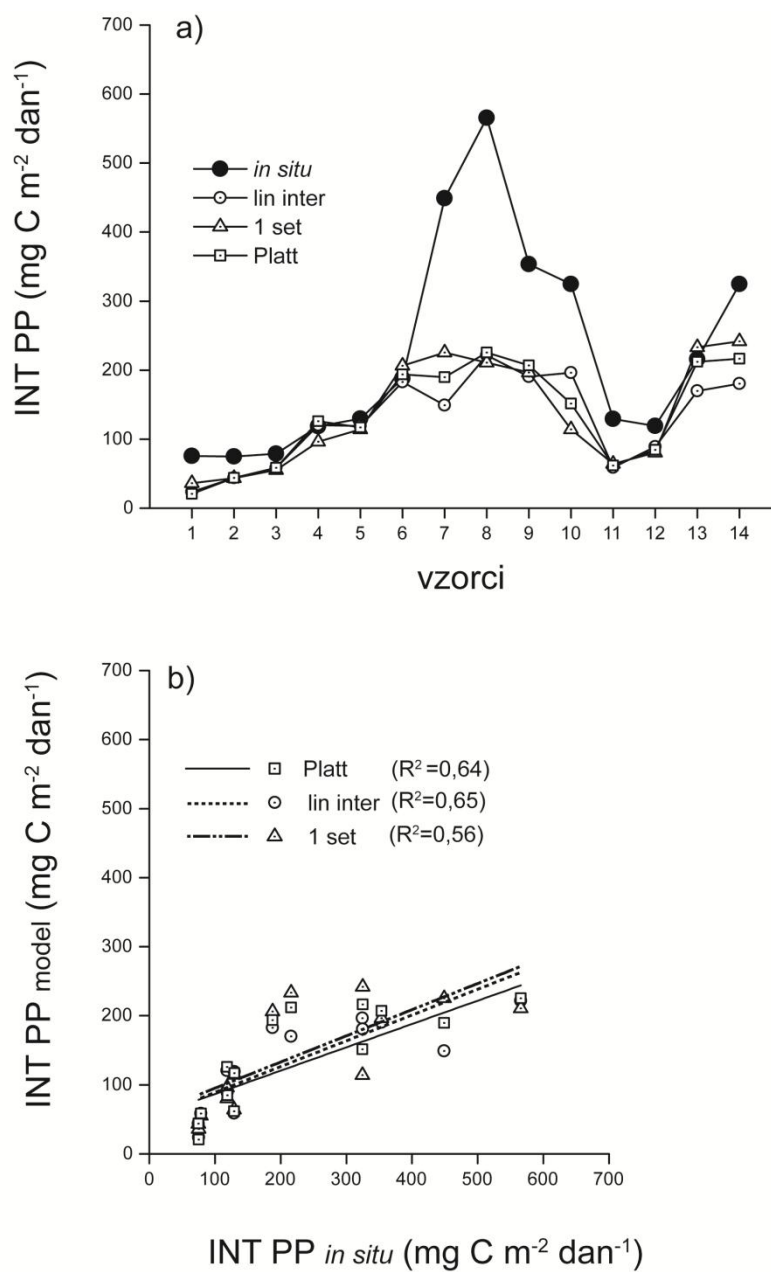 a)
INT PP (mg C m⁻² dan⁻¹)
700
600
500
400
300
200
100
0
in situ
lin inter
1 set
Platt
1 2 3 4 5 6 7 8 9 10 11 12 13 14
vzorci
b)
INT PP model (mg C m⁻² dan⁻¹)
700
600
500
400
300
200
100
0
Platt (R² =0,64)
lin inter (R²=0,65)
1 set (R²=0,56)
0 100 200 300 400 500 600 700
INT PP in situ (mg C m⁻² dan⁻¹)